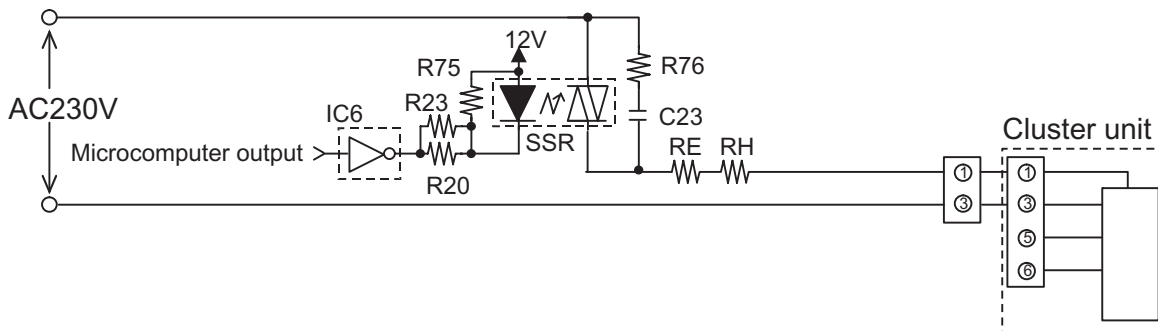 12V
R75
R76
AC230V
IC6
R23
C23
Microcomputer output
SSR
RE
RH
Cluster unit
R20
①
①
③
③
⑤
⑥